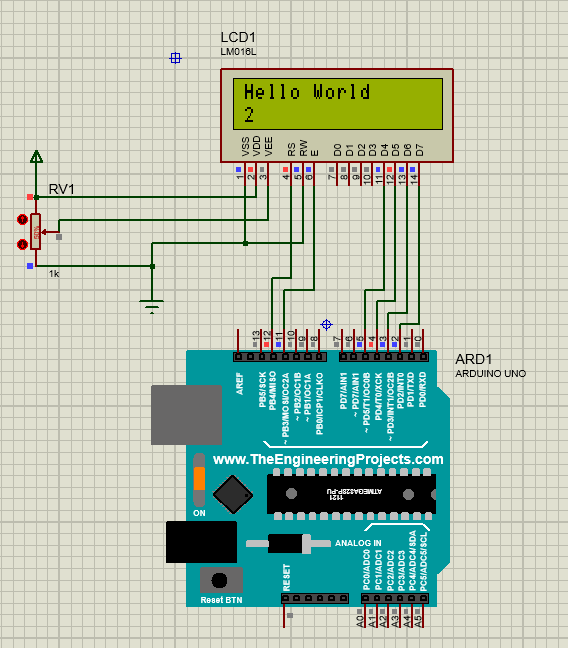 LCD1
LM016L
Hello World
2
VSS
VDD
VEE
RS
RW
E
D0
D1
D2
D3
D4
D5
D6
D7
1
2
3
4
5
6
7
8
9
10
11
12
13
14
RV1
50%
1k
13
12
11
10
9
8
7
6
5
4
3
2
1
0
ARD1
ARDUINO UNO
AREF
PB5/SCK
PB4/MISO
~ PB3/MOSI/OC2A
~ PB2/OC1B
~ PB1/OC1A
PB0/ICP1/CLKO
PD7/AIN1
~ PD7/AIN1
~ PD5/T1/OC0B
PD4/T0/XCK
~ PD3/INT1/OC2B
PD2/INT0
PD1/TXD
PD0/RXD
www.TheEngineeringProjects.com
ON
ATMEGA328P-PU
1121
ANALOG IN
Reset BTN
RESET
PC0/ADC0
PC1/ADC1
PC2/ADC2
PC3/ADC3
PC4/ADC4/SDA
PC5/ADC5/SCL
A0
A1
A2
A3
A4
A5